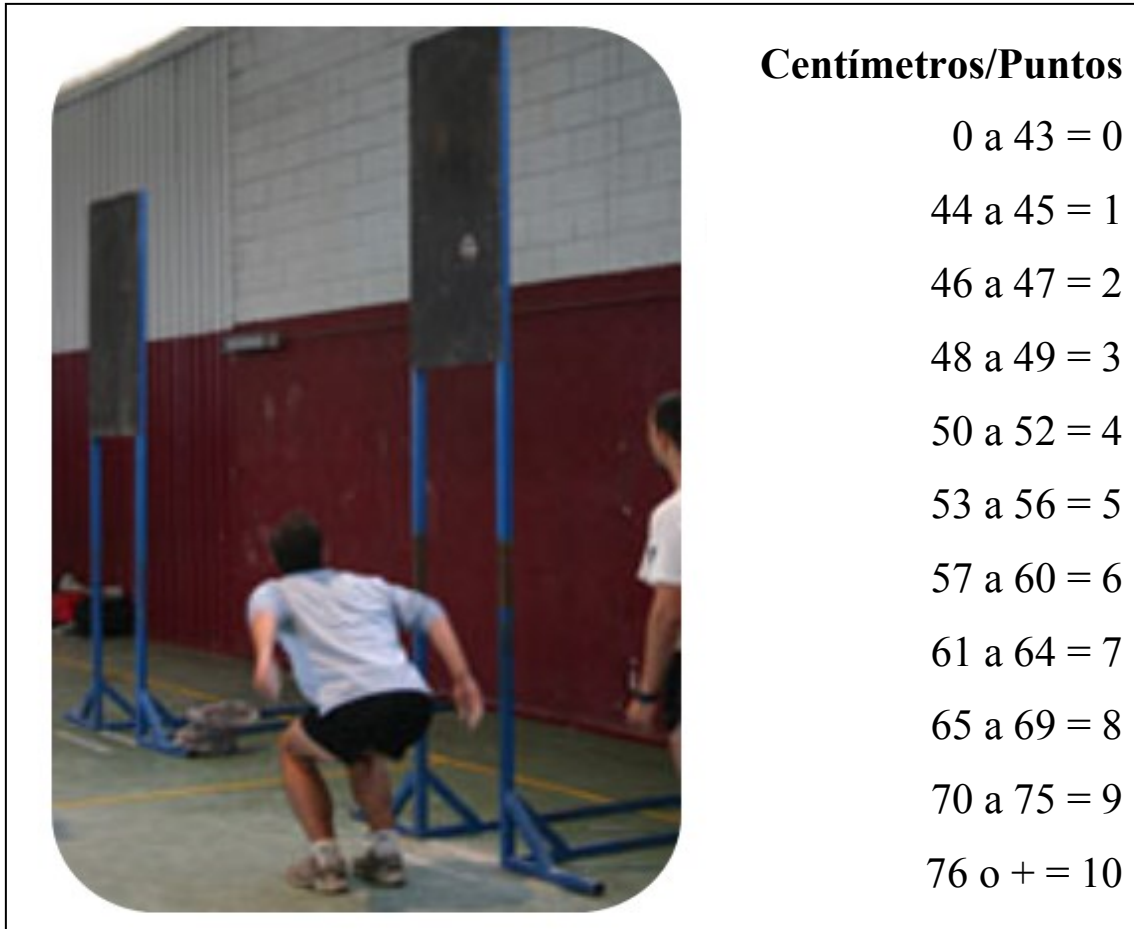 Centímetros/Puntos
0 a 43 = 0
44 a 45 = 1
46 a 47 = 2
48 a 49 = 3
50 a 52 = 4
53 a 56 = 5
57 a 60 = 6
61 a 64 = 7
65 a 69 = 8
70 a 75 = 9
76 o + = 10